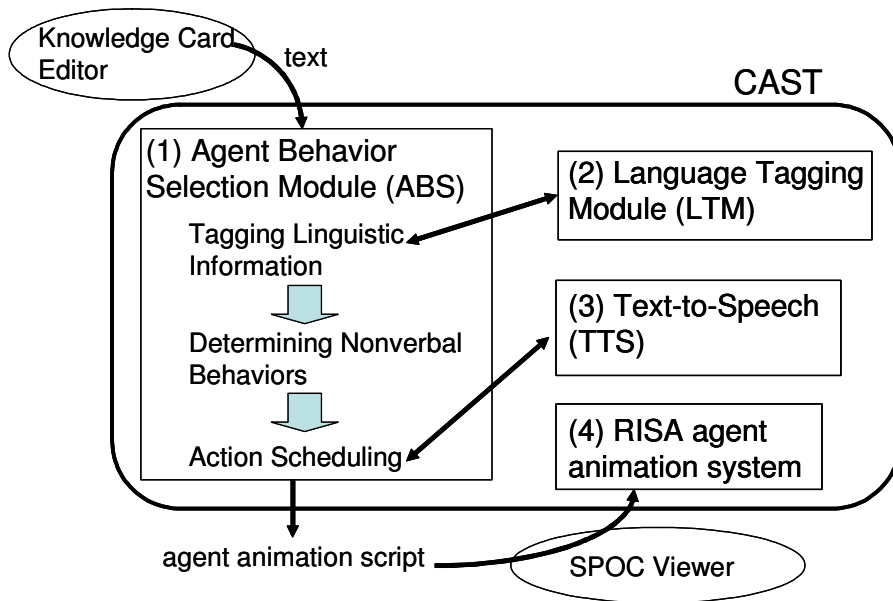 Knowledge Card
Editor
text
CAST
(1) Agent Behavior
Selection Module (ABS)
Tagging Linguistic
Information
Determining Nonverbal
Behaviors
Action Scheduling
(2) Language Tagging
Module (LTM)
(3) Text-to-Speech
(TTS)
(4) RISA agent
animation system
agent animation script
SPOC Viewer